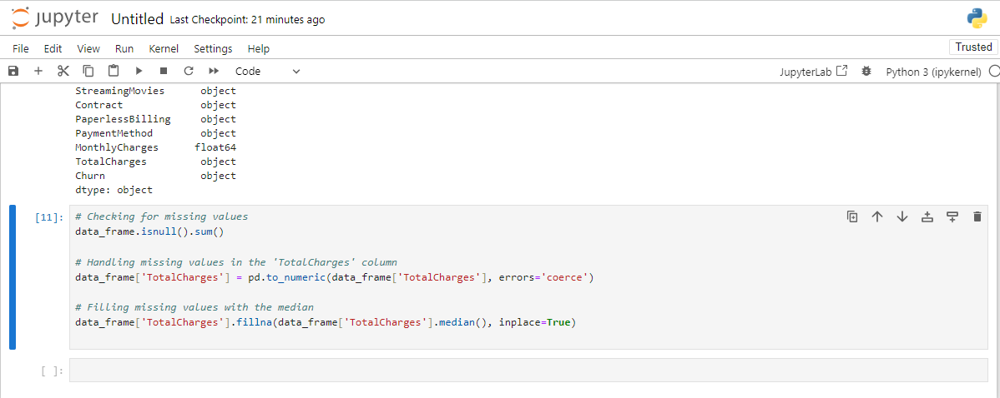 jupyter Untitled Last Checkpoint: 21 minutes ago
File Edit View Run Kernel Settings Help
Trusted
Code
JupyterLab
Python 3 (ipykernel)
StreamingMovies object
Contract object
PaperlessBilling object
PaymentMethod object
MonthlyCharges float64
TotalCharges object
Churn object
dtype: object
[11]:
# Checking for missing values
data_frame.isnull().sum()
# Handling missing values in the 'TotalCharges' column
data_frame['TotalCharges'] = pd.to_numeric(data_frame['TotalCharges'], errors='coerce')
# Filling missing values with the median
data_frame['TotalCharges'].fillna(data_frame['TotalCharges'].median(), inplace=True)
[ ]: